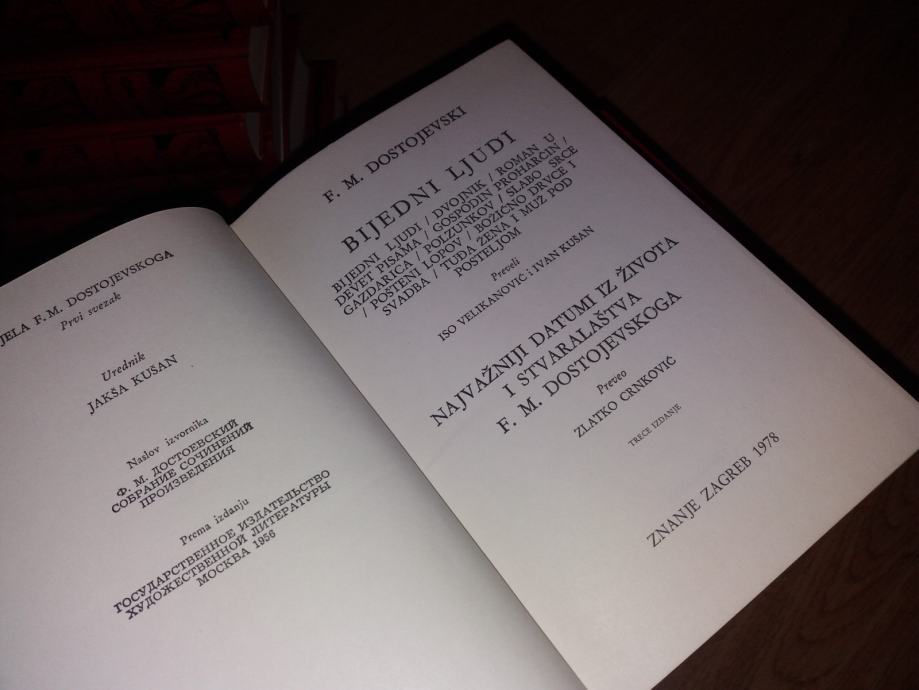 JELA F. M. DOSTOJEVSKOGA
Prvi svezak
Urednik
JAKŠA KUŠAN
Naslov izvornika
Ф. М. ДОСТОЕВСКИЙ
СОБРАНИЕ СОЧИНЕНИЙ
ПРОИЗВЕДЕНИЯ
Prema izdanju
ГОСУДАРСТВЕННОЕ ИЗДАТЕЛЬСТВО
ХУДОЖЕСТВЕННОЙ ЛИТЕРАТУРЫ
МОСКВА 1956
F. M. DOSTOJEVSKI
BIJEDNI LJUDI
BIJEDNI LJUDI / DVOJNIK / ROMAN U
DEVET PISAMA / GOSPODIN PROHARČIN /
GAZDARICA / POLZUNKOV / SLABO SRCE
/ POŠTENI LOPOV / BOŽIĆNO DRVCE I
SVADBA / TUĐA ŽENA I MUŽ POD
POSTELJOM
Preveli
ISO VELIKANOVIĆ i IVAN KUŠAN
NAJVAŽNIJI DATUMI IZ ŽIVOTA
I STVARALAŠTVA
F. M. DOSTOJEVSKOGA
Preveo
ZLATKO CRNKOVIĆ
TREĆE IZDANJE
ZNANJE ZAGREB 1978